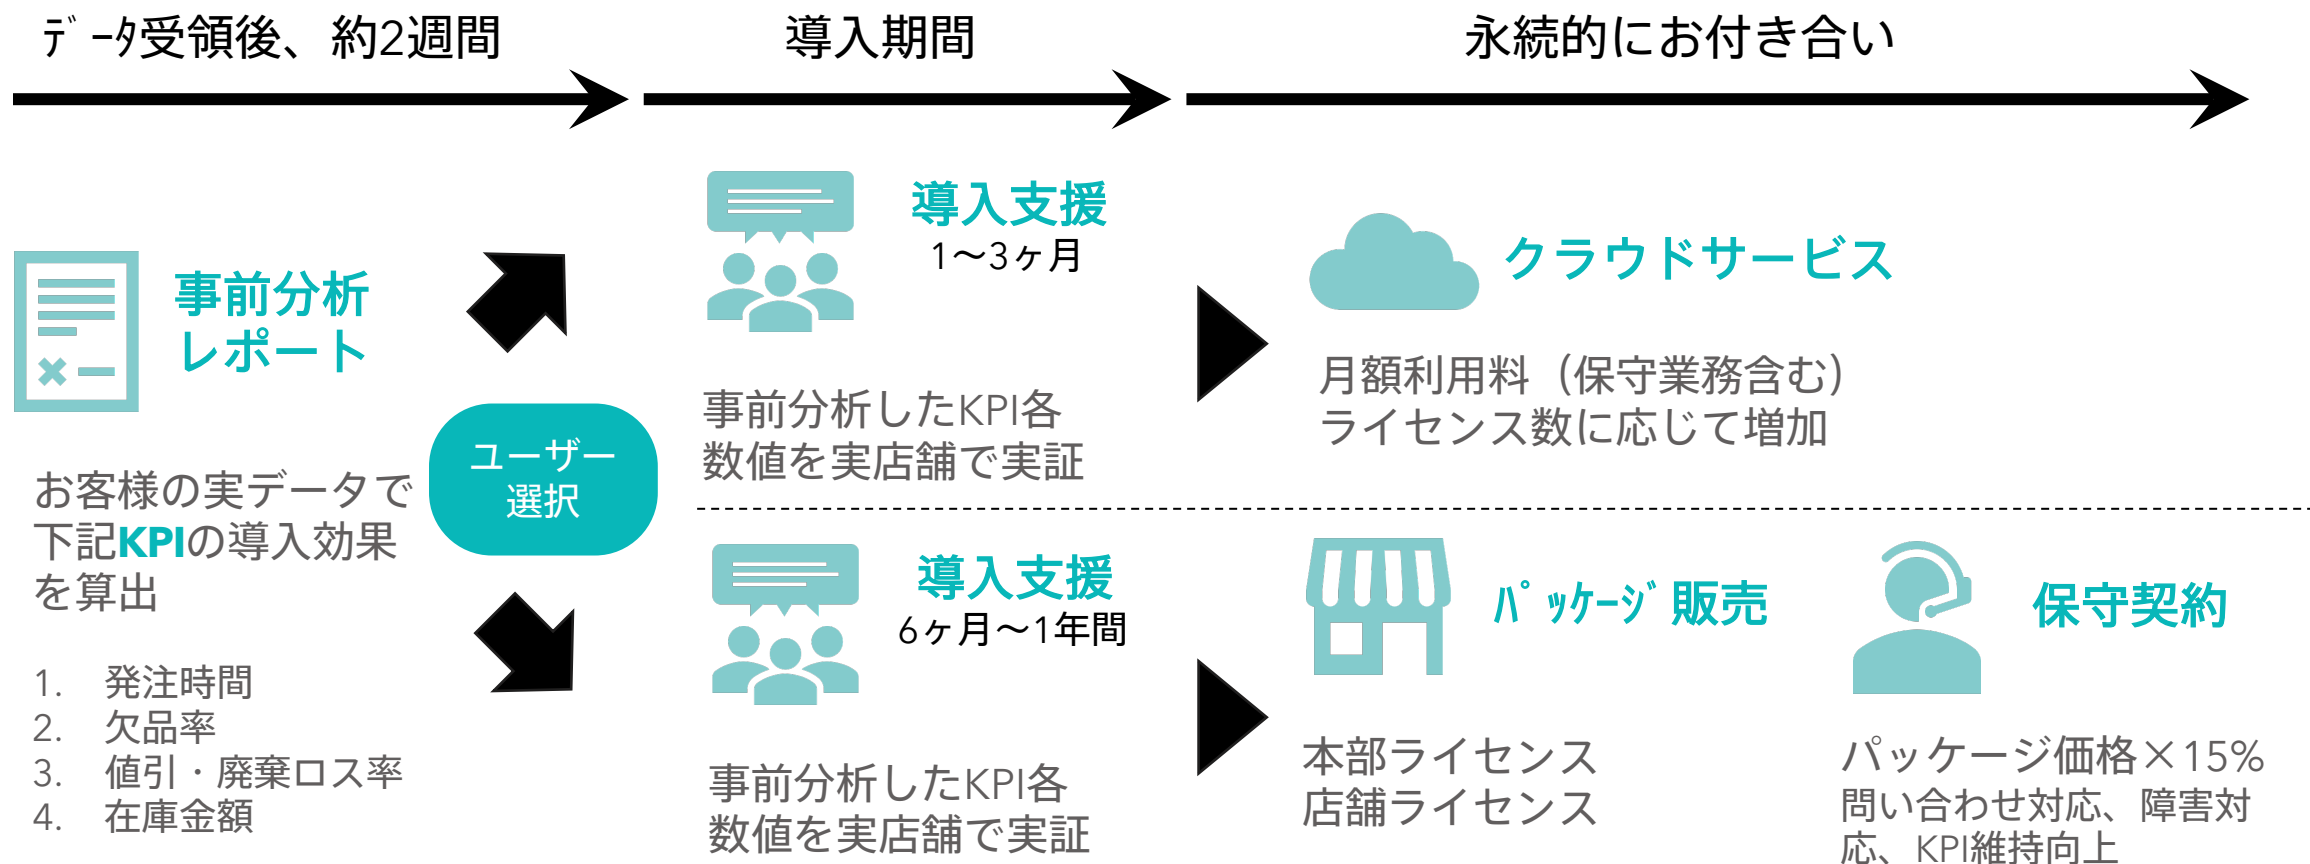 ﾃﾞｰﾀ受領後、約2週間
導入期間
永続的にお付き合い
事前分析
レポート
お客様の実データで
下記KPIの導入効果
を算出
1. 発注時間
2. 欠品率
3. 値引・廃棄ロス率
4. 在庫金額
ユーザー
選択
導入支援
1～3ヶ月
事前分析したKPI各
数値を実店舗で実証
クラウドサービス
月額利用料（保守業務含む）
ライセンス数に応じて増加
導入支援
6ヶ月～1年間
事前分析したKPI各
数値を実店舗で実証
ﾊﾟｯｹｰｼﾞ販売
本部ライセンス
店舗ライセンス
保守契約
パッケージ価格×15%
問い合わせ対応、障害対
応、KPI維持向上